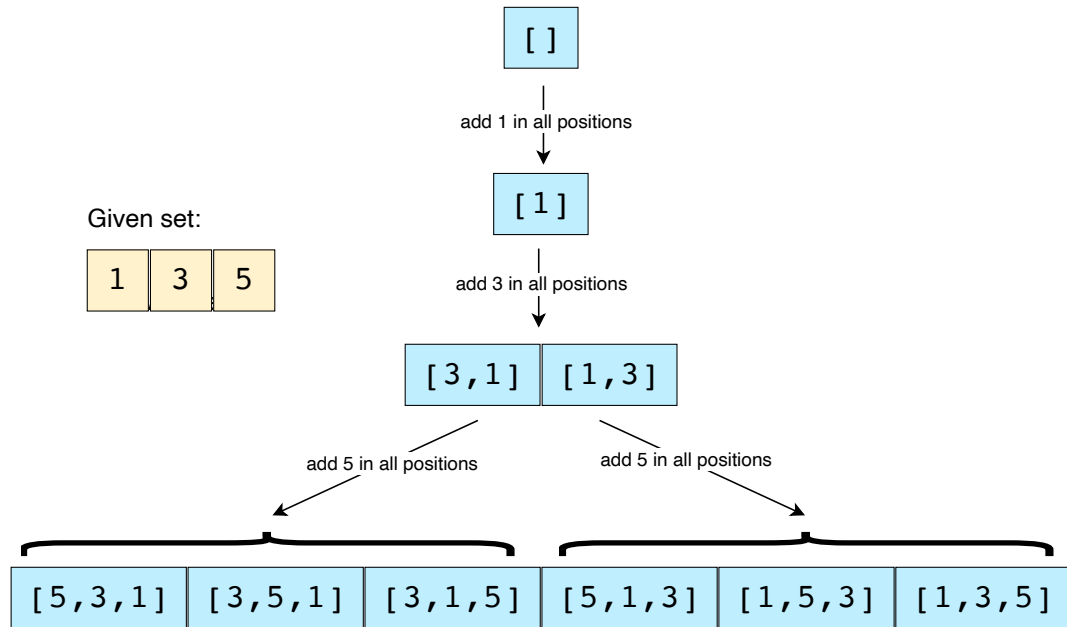 []
add 1 in all positions
[1]
Given set:
1 3 5
add 3 in all positions
[3,1] [1,3]
add 5 in all positions
add 5 in all positions
[5,3,1] [3,5,1] [3,1,5] [5,1,3] [1,5,3] [1,3,5]